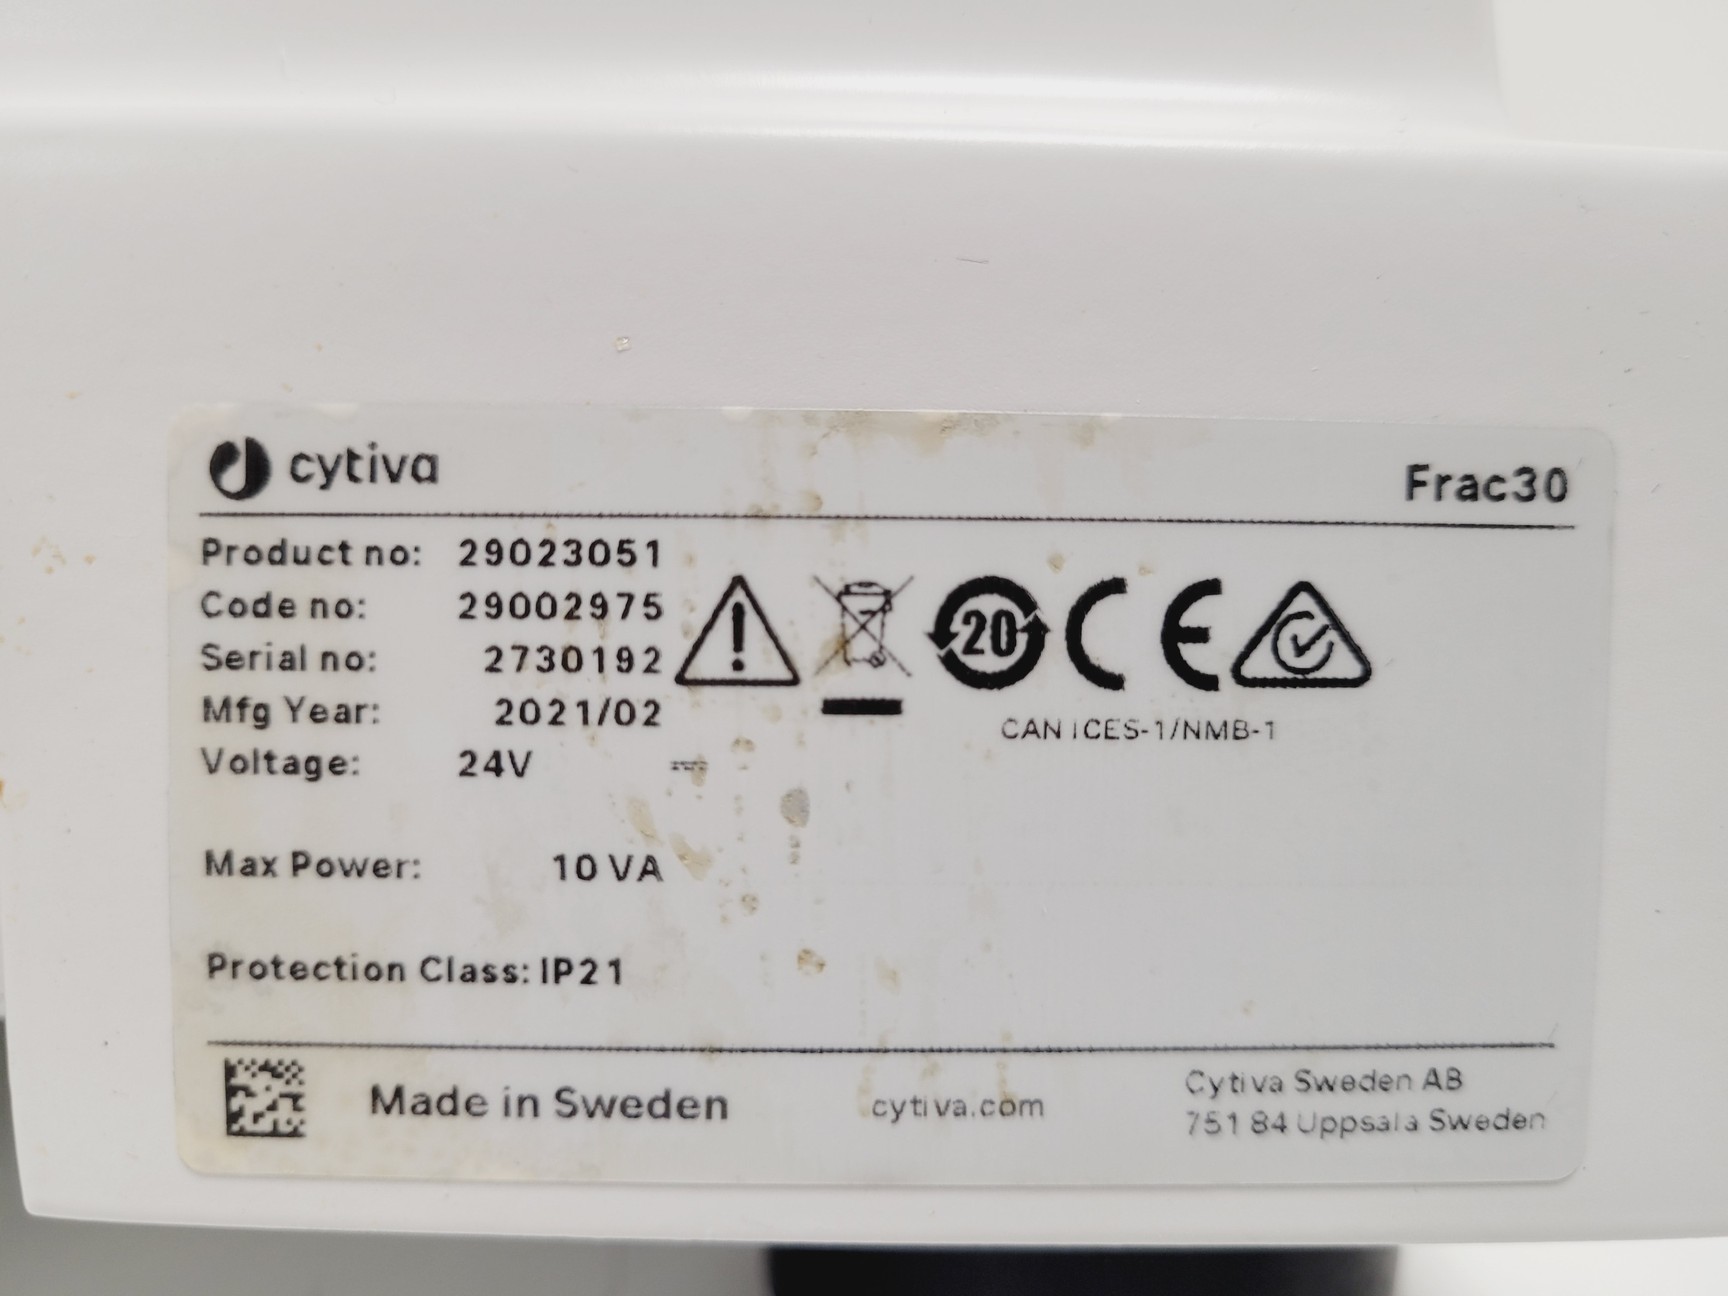 cytiva
Frac30
Product no: 29023051
Code no: 29002975
Serial no: 2730192
Mfg Year: 2021/02
Voltage: 24V
20
CE
CAN ICES-1/NMB-1
Max Power: 10 VA
Protection Class: IP21
Made in Sweden
cytiva.com
Cytiva Sweden AB
751 84 Uppsala Sweden